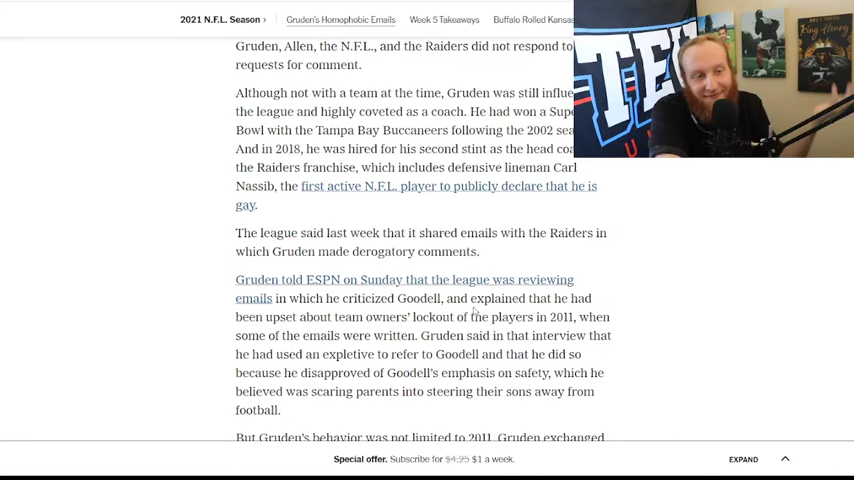 2021 N.F.L. Season › Gruden's Homophobic Emails Week 5 Takeaways Buffalo Rolled Kansas
Gruden, Allen, the N.F.L., and the Raiders did not respond to
requests for comment.
Although not with a team at the time, Gruden was still influe
the league and highly coveted as a coach. He had won a Supe
Bowl with the Tampa Bay Buccaneers following the 2002 sea
And in 2018, he was hired for his second stint as the head coa
the Raiders franchise, which includes defensive lineman Carl
Nassib, the first active N.F.L. player to publicly declare that he is
gay.
The league said last week that it shared emails with the Raiders in
which Gruden made derogatory comments.
Gruden told ESPN on Sunday that the league was reviewing
emails in which he criticized Goodell, and explained that he had
been upset about team owners' lockout of the players in 2011, when
some of the emails were written. Gruden said in that interview that
he had used an expletive to refer to Goodell and that he did so
because he disapproved of Goodell's emphasis on safety, which he
believed was scaring parents into steering their sons away from
football.
But Gruden's behavior was not limited to 2011. Gruden exchanged
Special offer. Subscribe for $4.25 $1 a week.
EXPAND
TE
King Henry